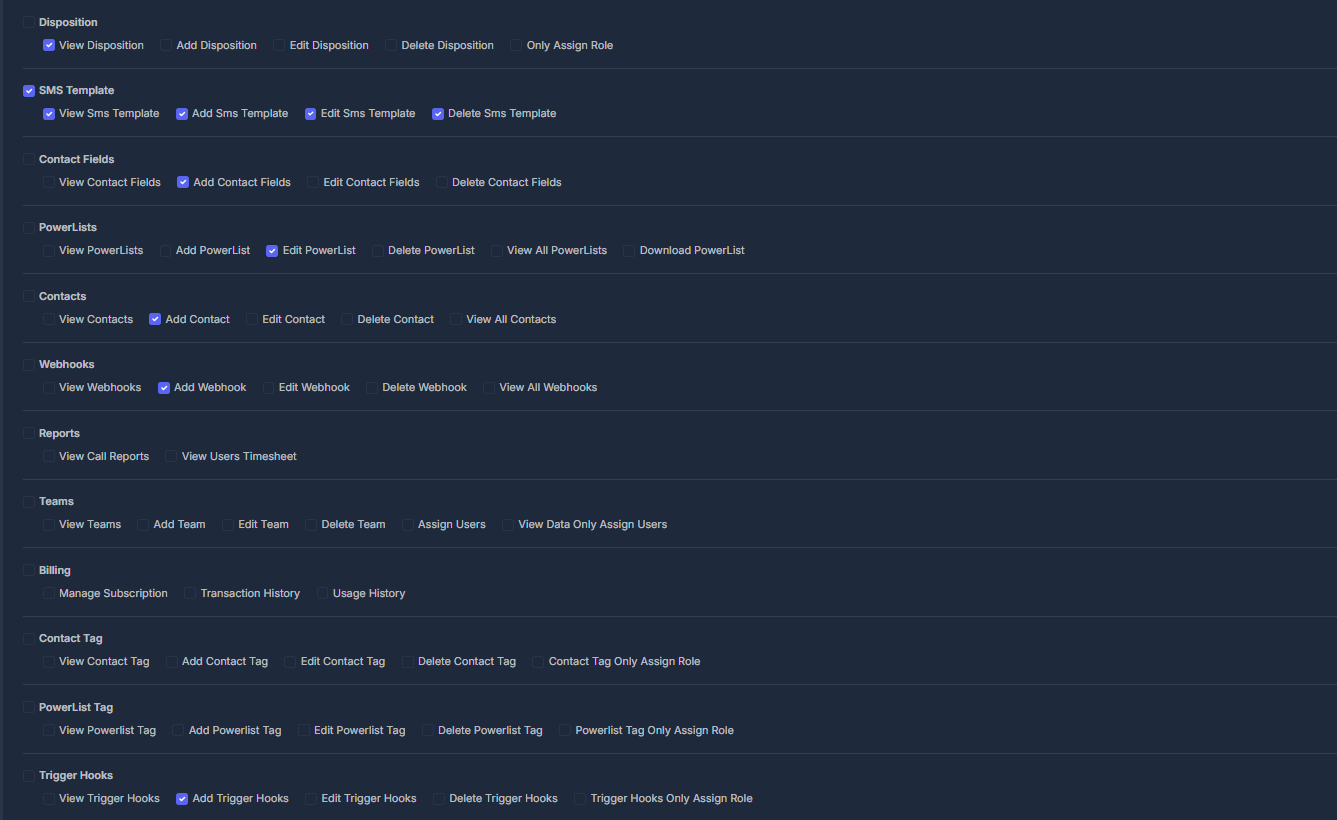 Disposition
View Disposition Add Disposition Edit Disposition Delete Disposition Only Assign Role
SMS Template
View Sms Template Add Sms Template Edit Sms Template Delete Sms Template
Contact Fields
View Contact Fields Add Contact Fields Edit Contact Fields Delete Contact Fields
PowerLists
View PowerLists Add PowerList Edit PowerList Delete PowerList View All PowerLists Download PowerList
Contacts
View Contacts Add Contact Edit Contact Delete Contact View All Contacts
Webhooks
View Webhooks Add Webhook Edit Webhook Delete Webhook View All Webhooks
Reports
View Call Reports View Users Timesheet
Teams
View Teams Add Team Edit Team Delete Team Assign Users View Data Only Assign Users
Billing
Manage Subscription Transaction History Usage History
Contact Tag
View Contact Tag Add Contact Tag Edit Contact Tag Delete Contact Tag Contact Tag Only Assign Role
PowerList Tag
View Powerlist Tag Add Powerlist Tag Edit Powerlist Tag Delete Powerlist Tag Powerlist Tag Only Assign Role
Trigger Hooks
View Trigger Hooks Add Trigger Hooks Edit Trigger Hooks Delete Trigger Hooks Trigger Hooks Only Assign Role